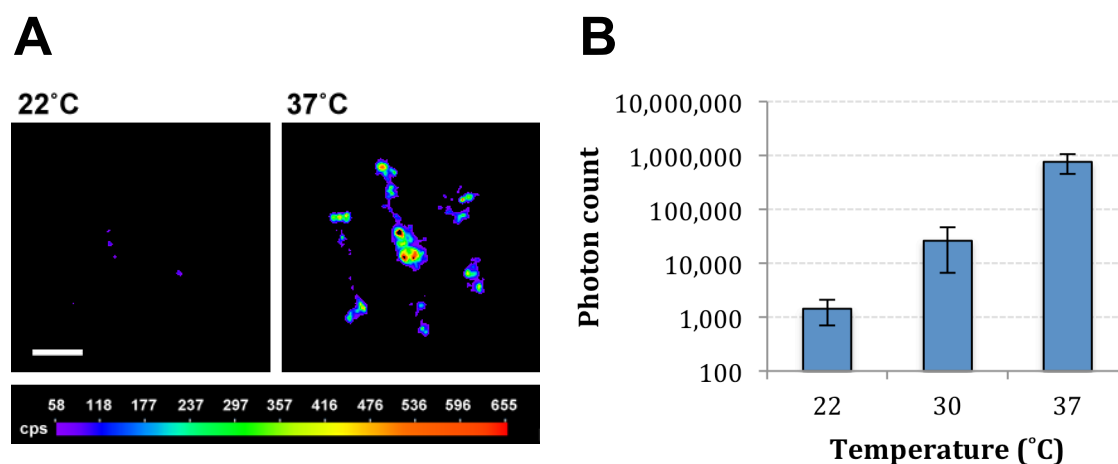 A
22˚C
37˚C
58 118 177 237 297 357 416 476 536 596 655
cps
B
Photon count
10,000,000
1,000,000
100,000
10,000
1,000
100
22 30 37
Temperature (˚C)